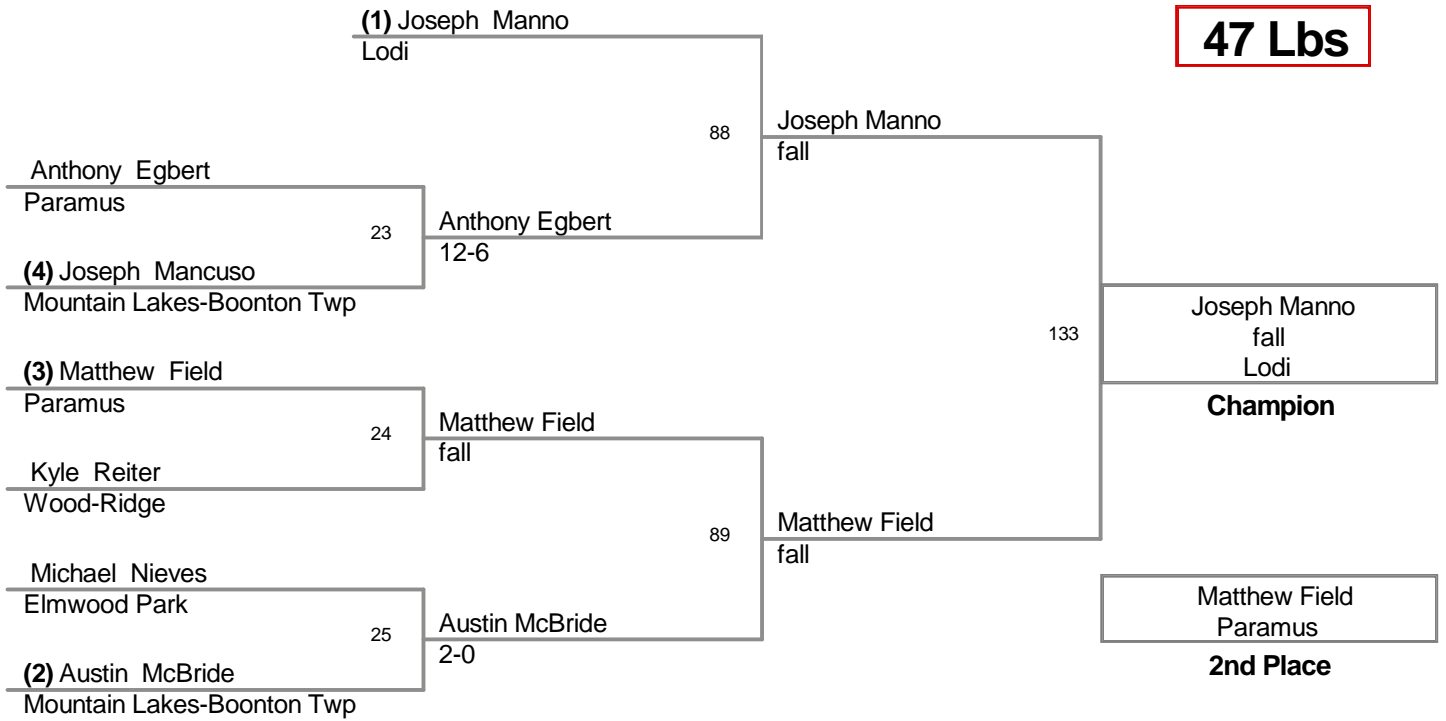 (1) Joseph Manno
Lodi
47 Lbs
88
Joseph Manno
fall
Anthony Egbert
Paramus
23
Anthony Egbert
12-6
(4) Joseph Mancuso
Mountain Lakes-Boonton Twp
133
Joseph Manno
fall
Lodi
Champion
(3) Matthew Field
Paramus
24
Matthew Field
fall
Kyle Reiter
Wood-Ridge
89
Matthew Field
fall
Michael Nieves
Elmwood Park
25
Austin McBride
2-0
(2) Austin McBride
Mountain Lakes-Boonton Twp
Matthew Field
Paramus
2nd Place